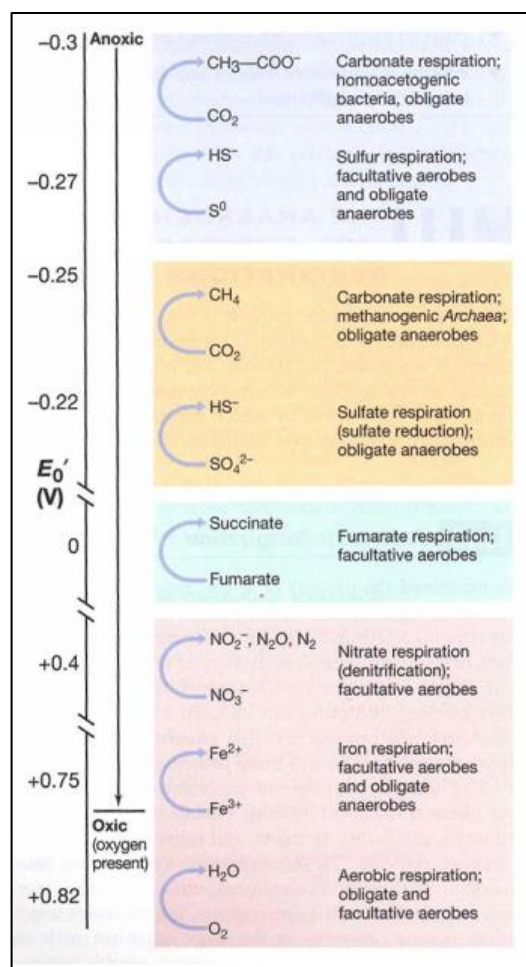 −0.3
Anoxic
CH3—COO−
CO2
Carbonate respiration;
homoacetogenic
bacteria, obligate
anaerobes
−0.27
HS−
S0
Sulfur respiration;
facultative aerobes
and obligate
anaerobes
−0.25
CH4
CO2
Carbonate respiration;
methanogenic Archaea;
obligate anaerobes
−0.22
HS−
SO42−
Sulfate respiration
(sulfate reduction);
obligate anaerobes
E0′
(V)
0
Succinate
Fumarate
Fumarate respiration;
facultative aerobes
+0.4
NO2−, N2O, N2
NO3−
Nitrate respiration
(denitrification);
facultative aerobes
+0.75
Fe2+
Fe3+
Iron respiration;
facultative aerobes
and obligate
anaerobes
Oxic
(oxygen
present)
+0.82
H2O
O2
Aerobic respiration;
obligate and
facultative aerobes